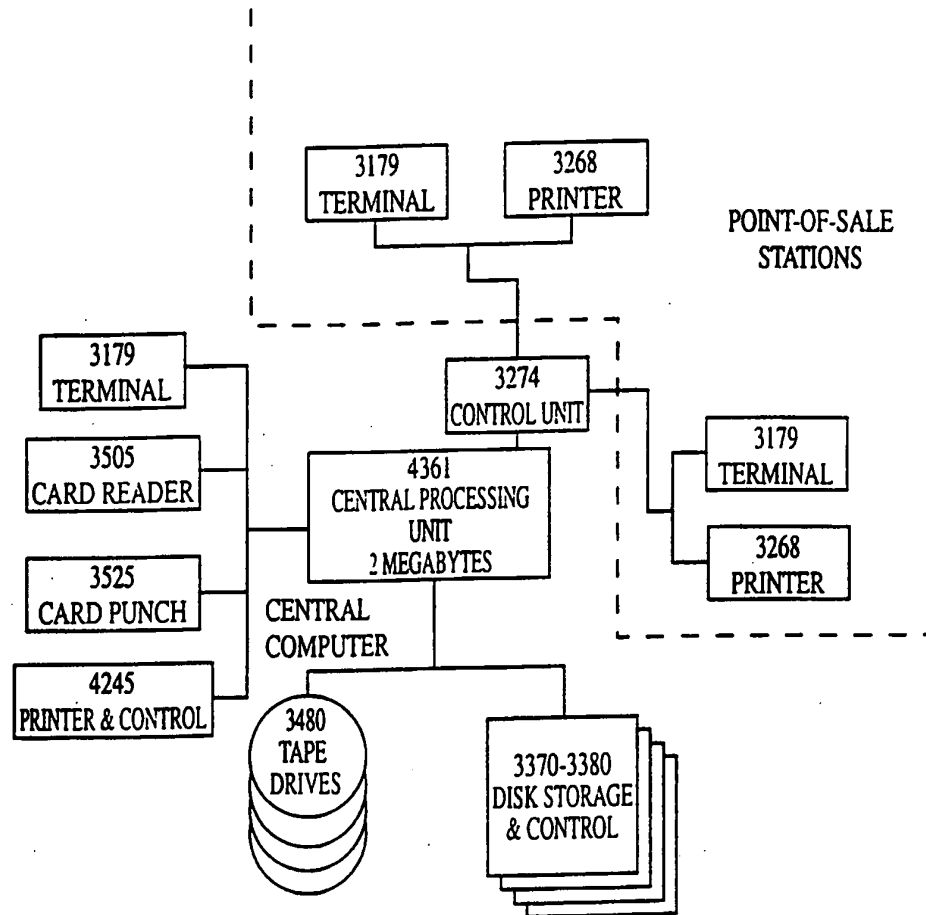 3179
TERMINAL
3268
PRINTER
POINT-OF-SALE
STATIONS
3179
TERMINAL
3274
CONTROL UNIT
3505
CARD READER
4361
CENTRAL PROCESSING
UNIT
2 MEGABYTES
3179
TERMINAL
3268
PRINTER
3525
CARD PUNCH
CENTRAL
COMPUTER
4245
PRINTER & CONTROL
3480
TAPE
DRIVES
3370-3380
DISK STORAGE
& CONTROL